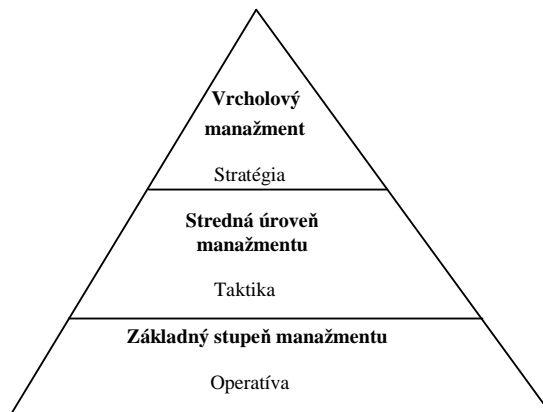 Vrcholový
manažment
Stratégia
Stredná úroveň
manažmentu
Taktika
Základný stupeň manažmentu
Operatíva